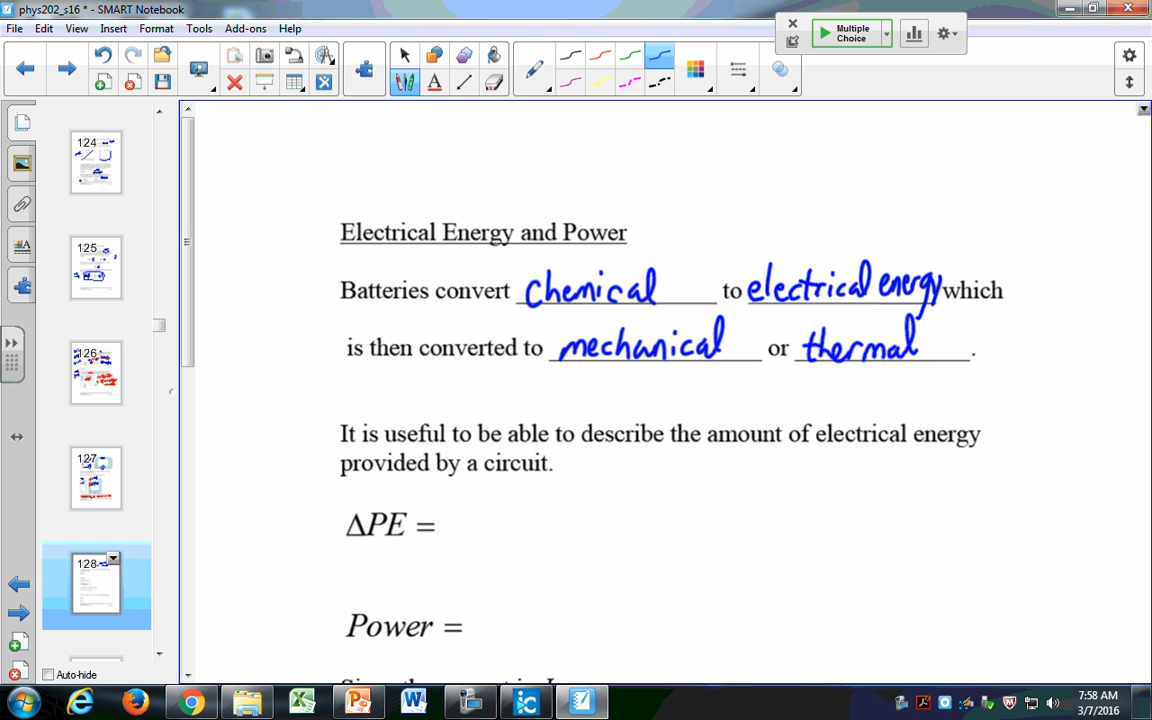 phys202_s16 * - SMART Notebook
File Edit View Insert Format Tools Add-ons Help
Multiple
Choice
124
125
126
127
128
Electrical Energy and Power
Batteries convert chemical to electrical energy which
is then converted to mechanical or thermal.
It is useful to be able to describe the amount of electrical energy
provided by a circuit.
ΔPE =
Power =
Auto-hide
7:58 AM
3/7/2016